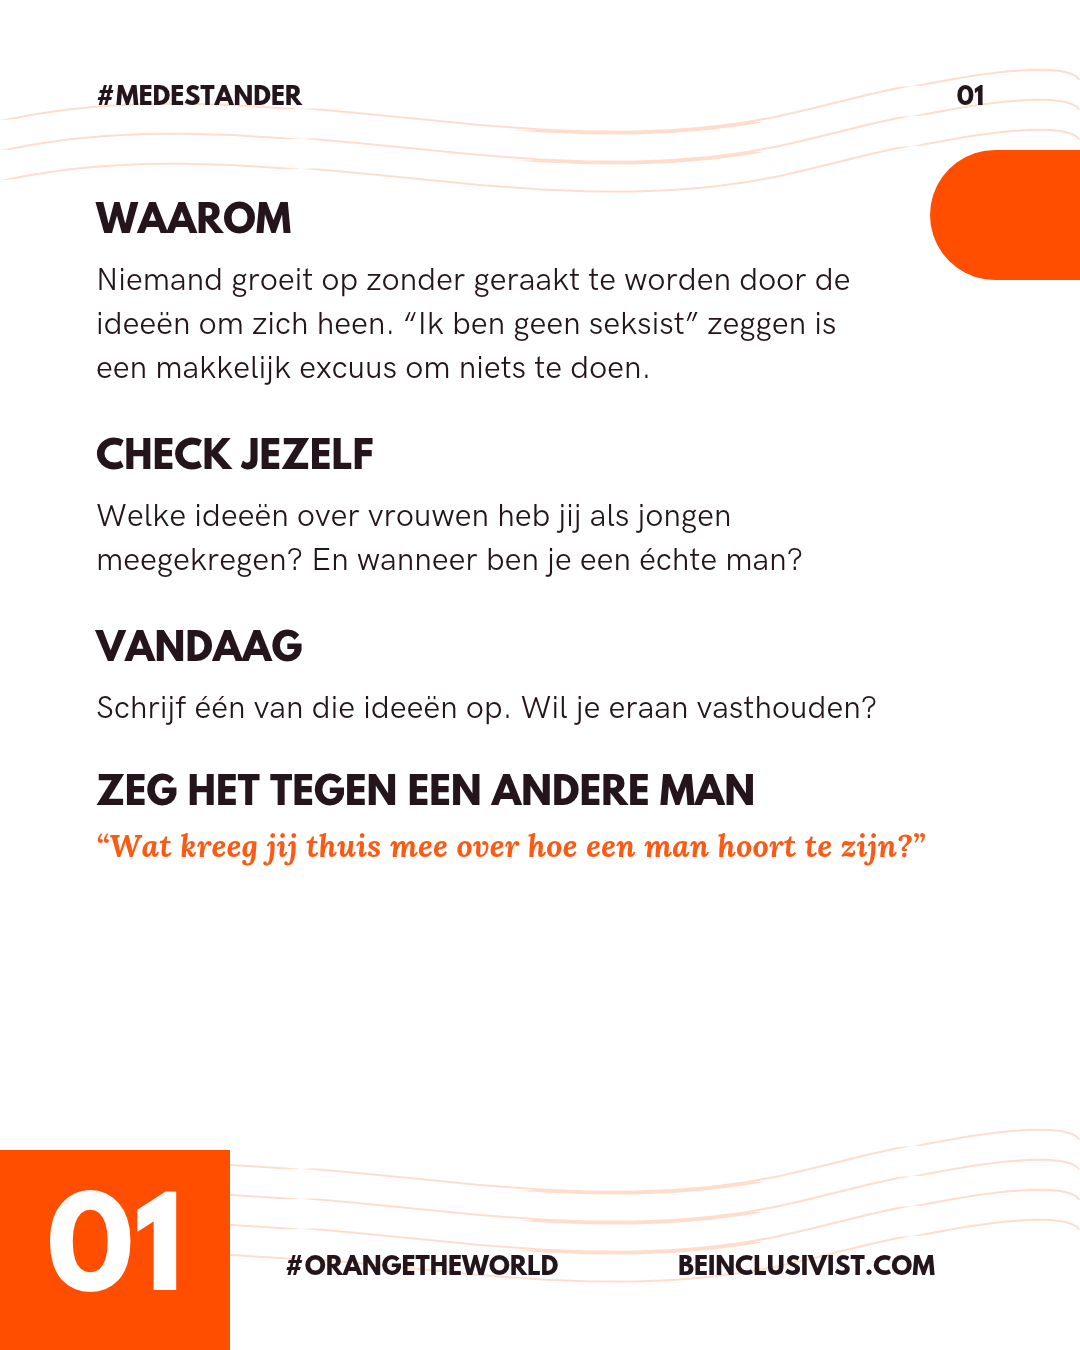 #MEDESTANDER
01
WAAROM
Niemand groeit op zonder geraakt te worden door de
ideeën om zich heen. “Ik ben geen seksist” zeggen is
een makkelijk excuus om niets te doen.
CHECK JEZELF
Welke ideeën over vrouwen heb jij als jongen
meegekregen? En wanneer ben je een échte man?
VANDAAG
Schrijf één van die ideeën op. Wil je eraan vasthouden?
ZEG HET TEGEN EEN ANDERE MAN
“Wat kreeg jij thuis mee over hoe een man hoort te zijn?”
01
#ORANGETHEWORLD
BEINCLUSIVIST.COM